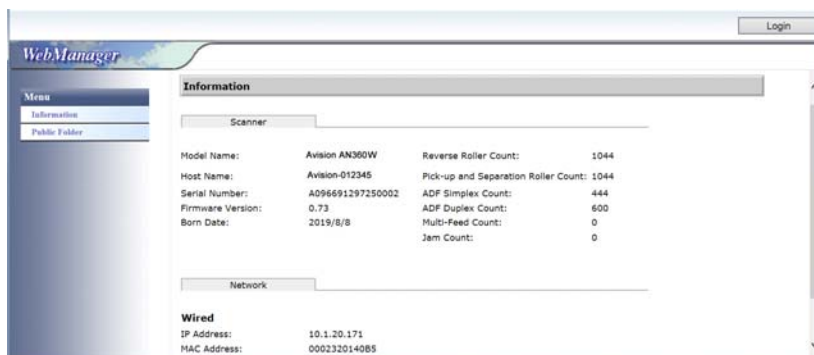 Login
WebManager
Menu
Information
Public Folder
Information
Scanner
Model Name: Avision AN360W Reverse Roller Count: 1044
Host Name: Avision-012345 Pick-up and Separation Roller Count: 1044
Serial Number: A096691297250002 ADF Simplex Count: 444
Firmware Version: 0.73 ADF Duplex Count: 600
Born Date: 2019/8/8 Multi-Feed Count: 0
Jam Count: 0
Network
Wired
IP Address: 10.1.20.171
MAC Address: 0002320140B5